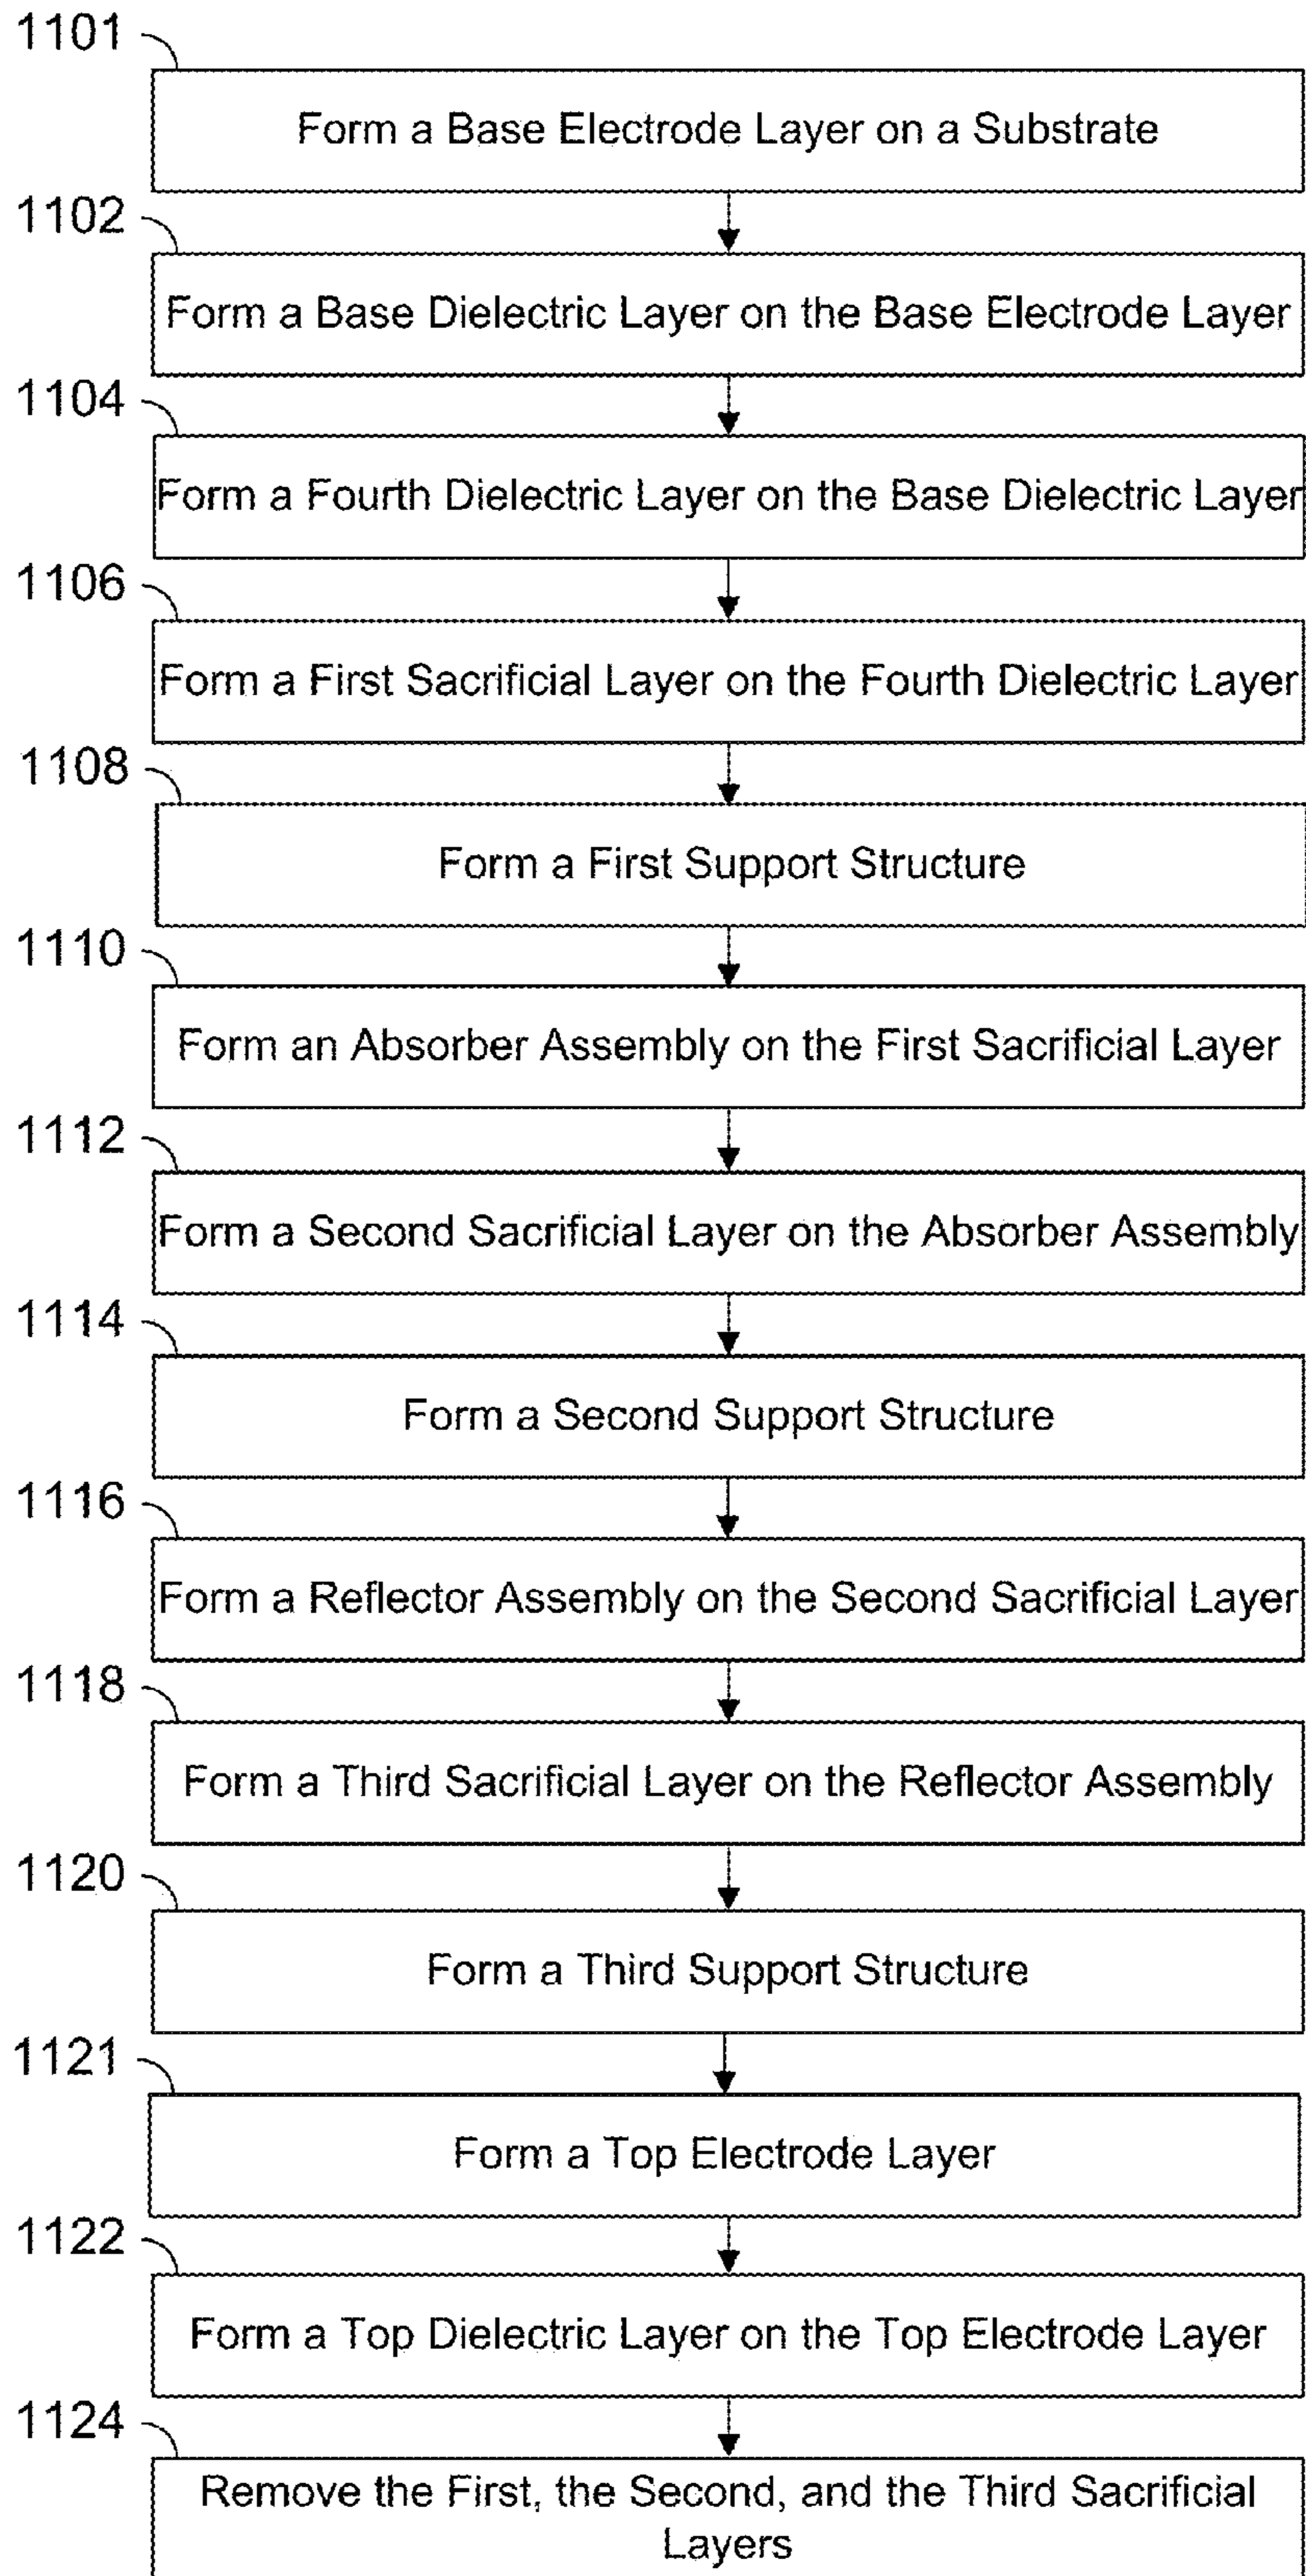 1101
Form a Base Electrode Layer on a Substrate
1102
Form a Base Dielectric Layer on the Base Electrode Layer
1104
Form a Fourth Dielectric Layer on the Base Dielectric Layer
1106
Form a First Sacrificial Layer on the Fourth Dielectric Layer
1108
Form a First Support Structure
1110
Form an Absorber Assembly on the First Sacrificial Layer
1112
Form a Second Sacrificial Layer on the Absorber Assembly
1114
Form a Second Support Structure
1116
Form a Reflector Assembly on the Second Sacrificial Layer
1118
Form a Third Sacrificial Layer on the Reflector Assembly
1120
Form a Third Support Structure
1121
Form a Top Electrode Layer
1122
Form a Top Dielectric Layer on the Top Electrode Layer
1124
Remove the First, the Second, and the Third Sacrificial
Layers